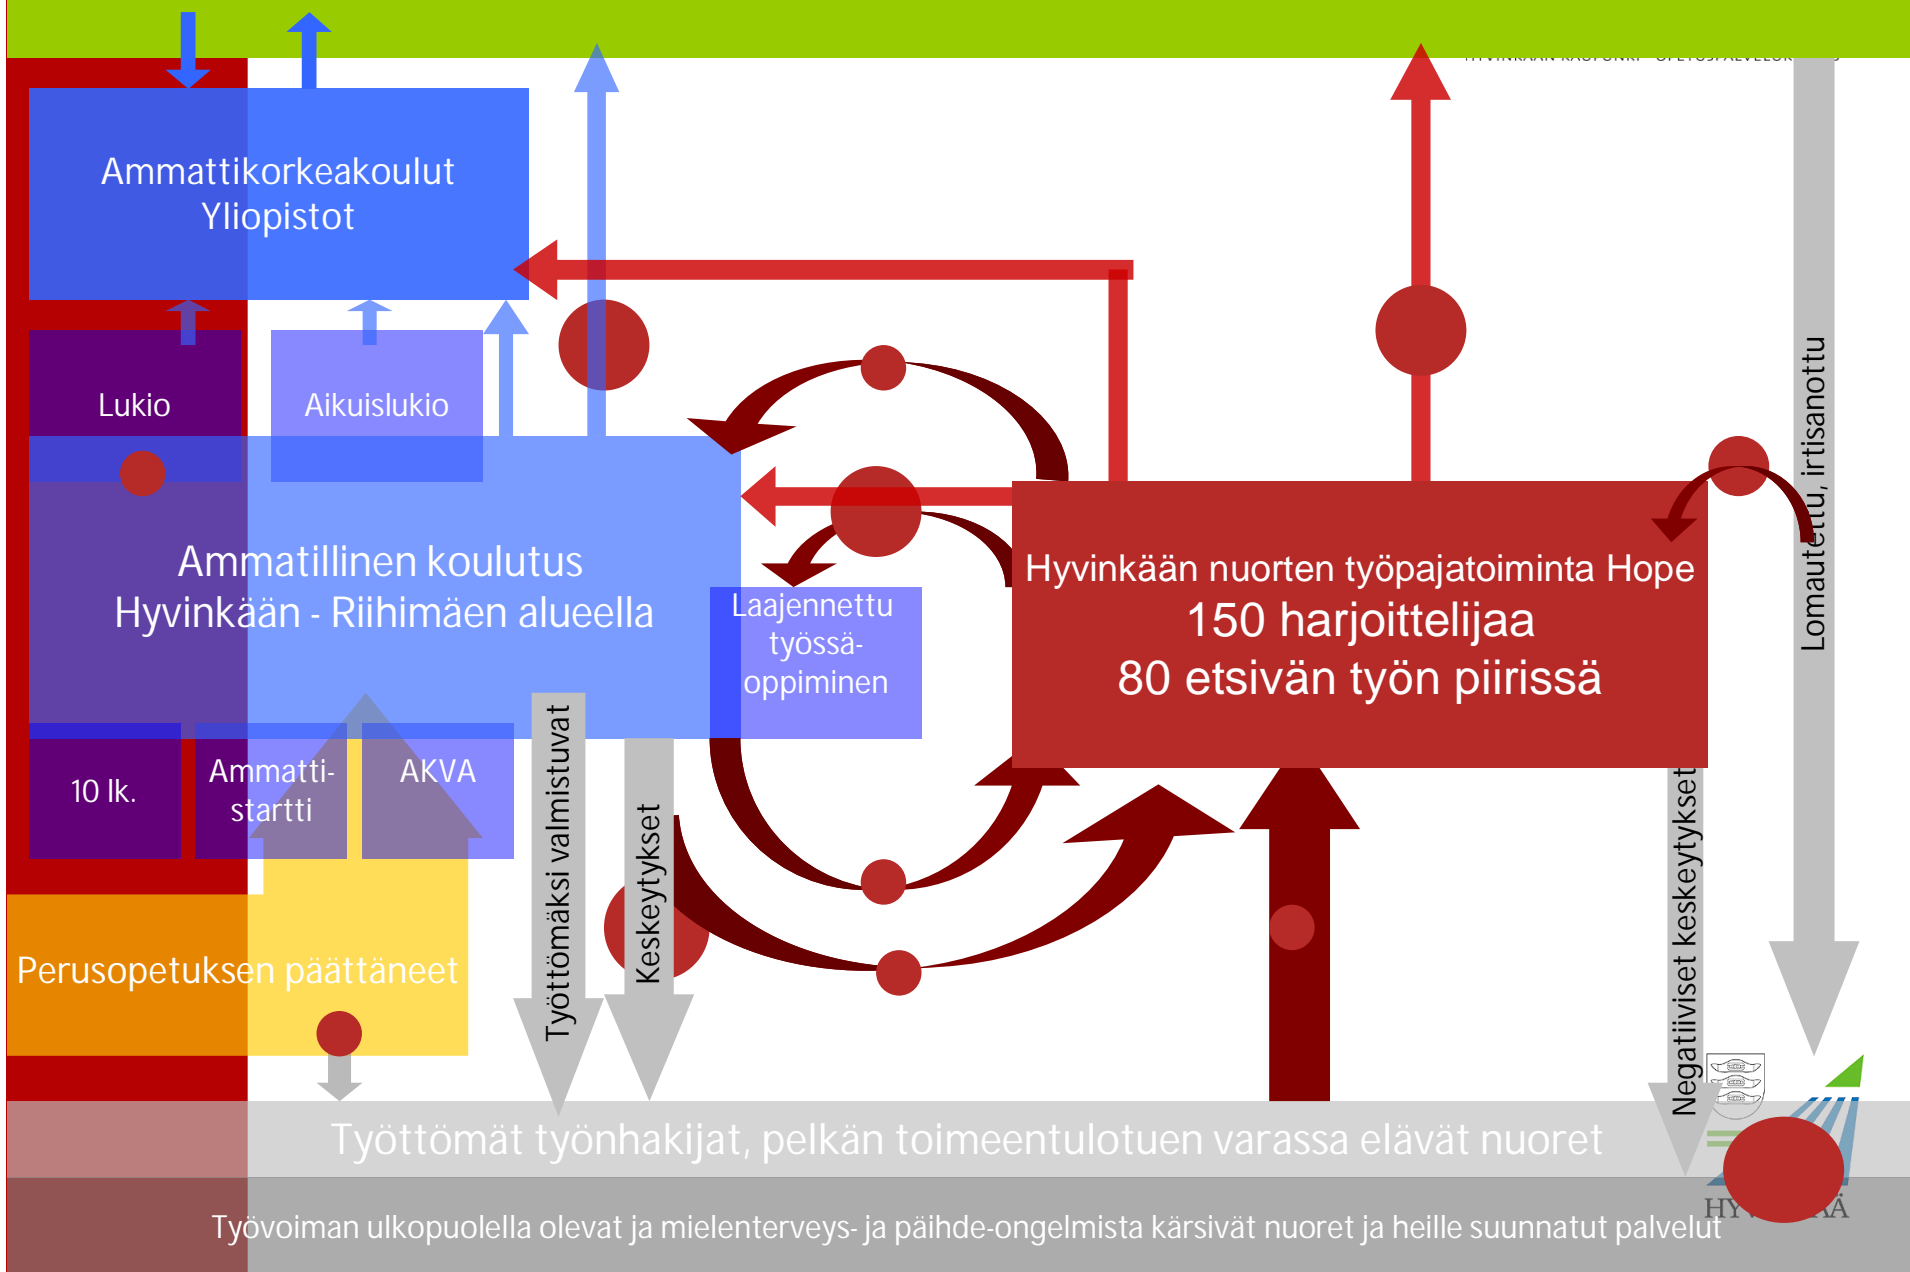 Ammattikorkeakoulut
Yliopistot
Lukio
Aikuislukio
Lomautettu, irtisanottu
Ammatillinen koulutus
Hyvinkään - Riihimäen alueella
Laajennettu
työssä-
oppiminen
Hyvinkään nuorten työpajatoiminta Hope
150 harjoittelijaa
80 etsivän työn piirissä
10 lk.
Ammatti-
startti
AKVA
Työttömäksi valmistuvat
Keskeytykset
Negatiiviset keskeytykset
Perusopetuksen päättäneet
Työttömät työnhakijat, pelkän toimeentulotuen varassa elävät nuoret
Työvoiman ulkopuolella olevat ja mielenterveys- ja päihde-ongelmista kärsivät nuoret ja heille suunnatut palvelut